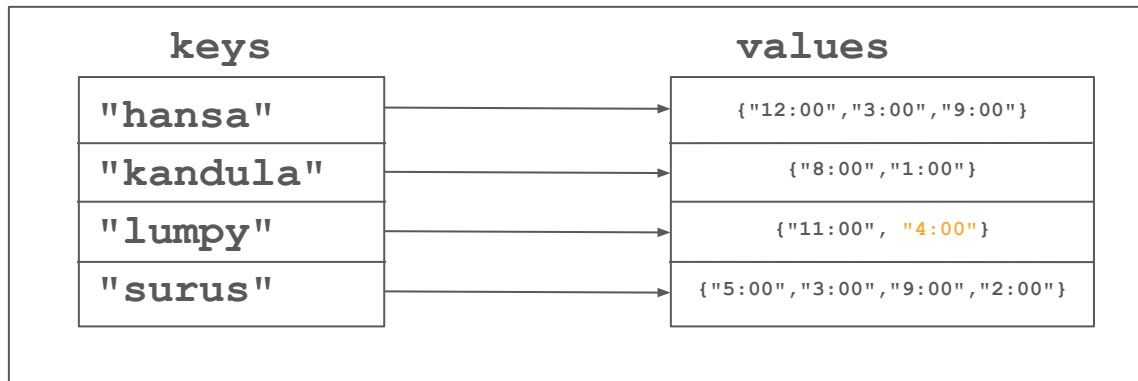 keys values
"hansa" {"12:00","3:00","9:00"}
"kandula" {"8:00","1:00"}
"lumpy" {"11:00", "4:00"}
"surus" {"5:00","3:00","9:00","2:00"}